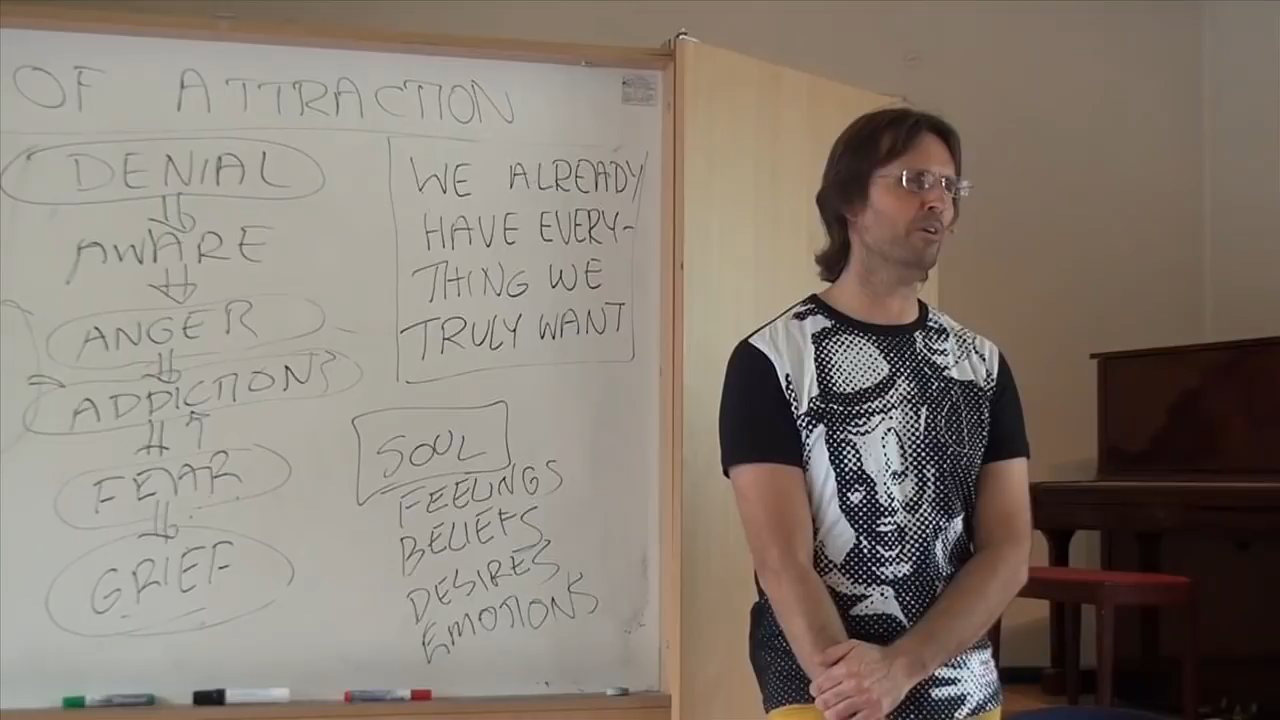 OF ATTRACTION
DENIAL
AWARE
ANGER
ADDICTIONS
FEAR
GRIEF
WE ALREADY
HAVE EVERY-
THING WE
TRULY WANT
SOUL
FEELINGS
BELIEFS
DESIRES
EMOTIONS